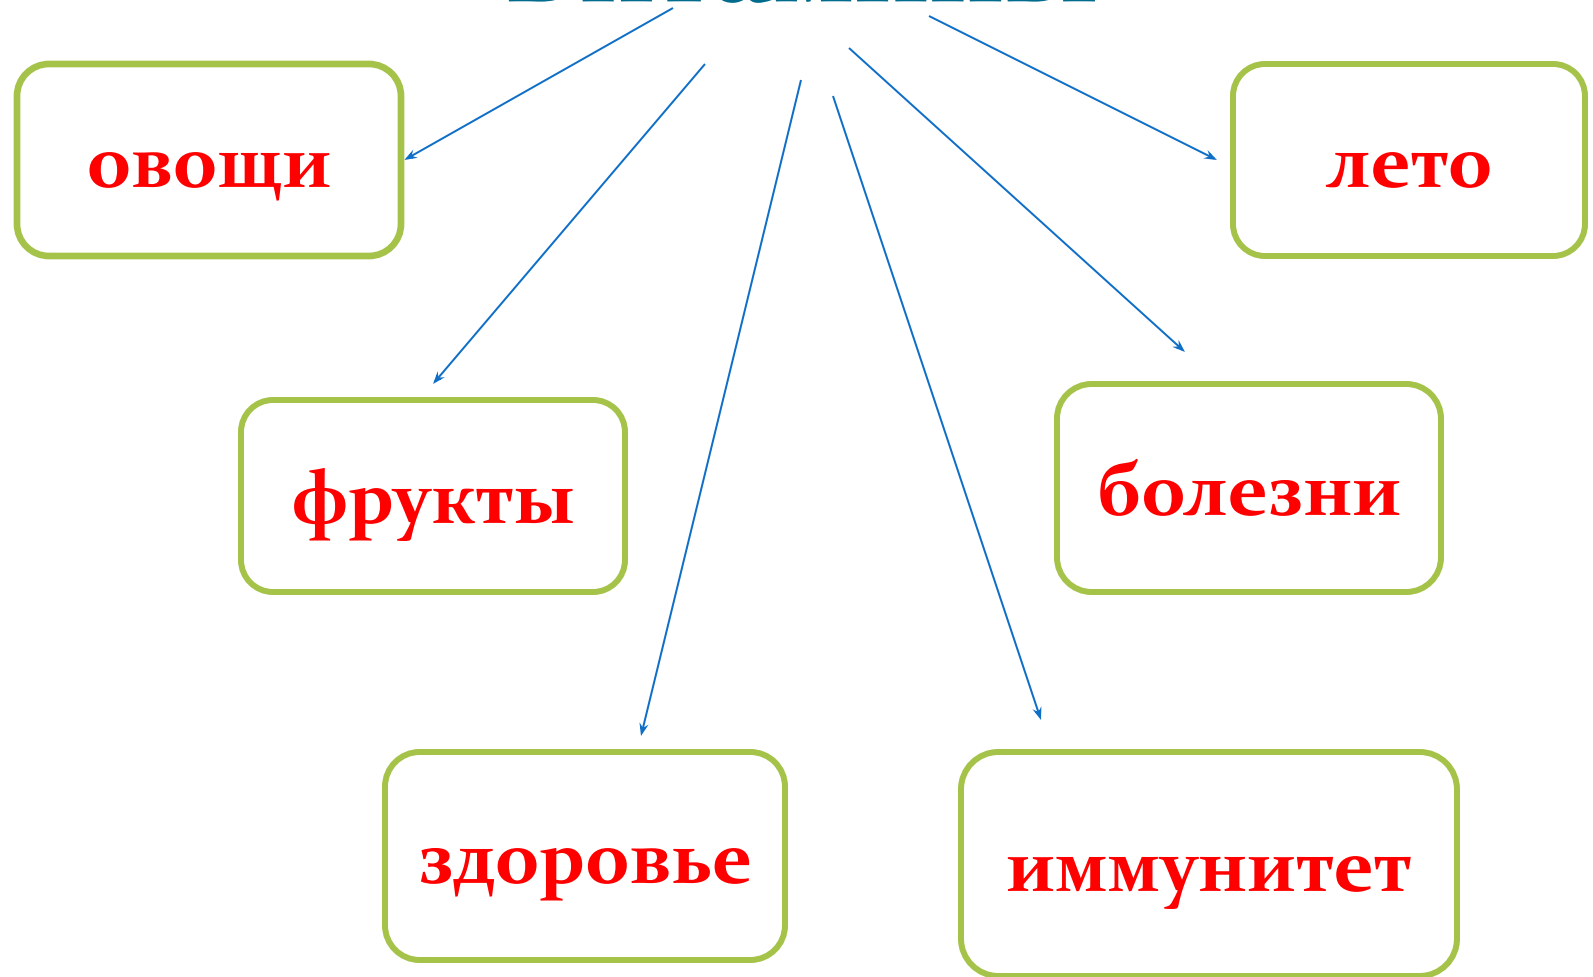 овощи
лето
фрукты
болезни
здоровье
иммунитет